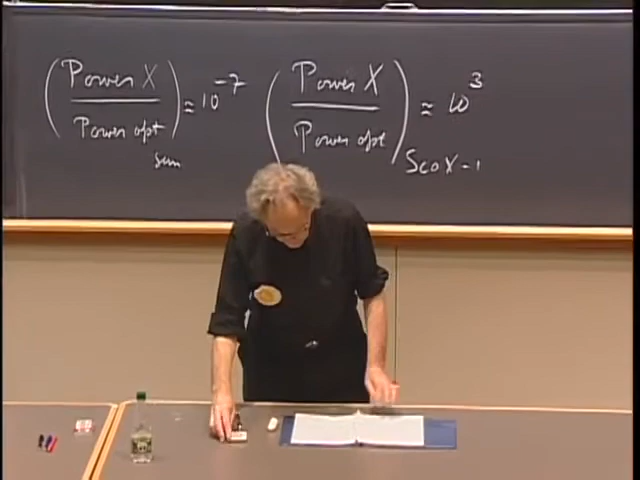 (Power X / Power opt)sun ≈ 10^-7
(Power X / Power opt)Sco X-1 ≈ 10^3